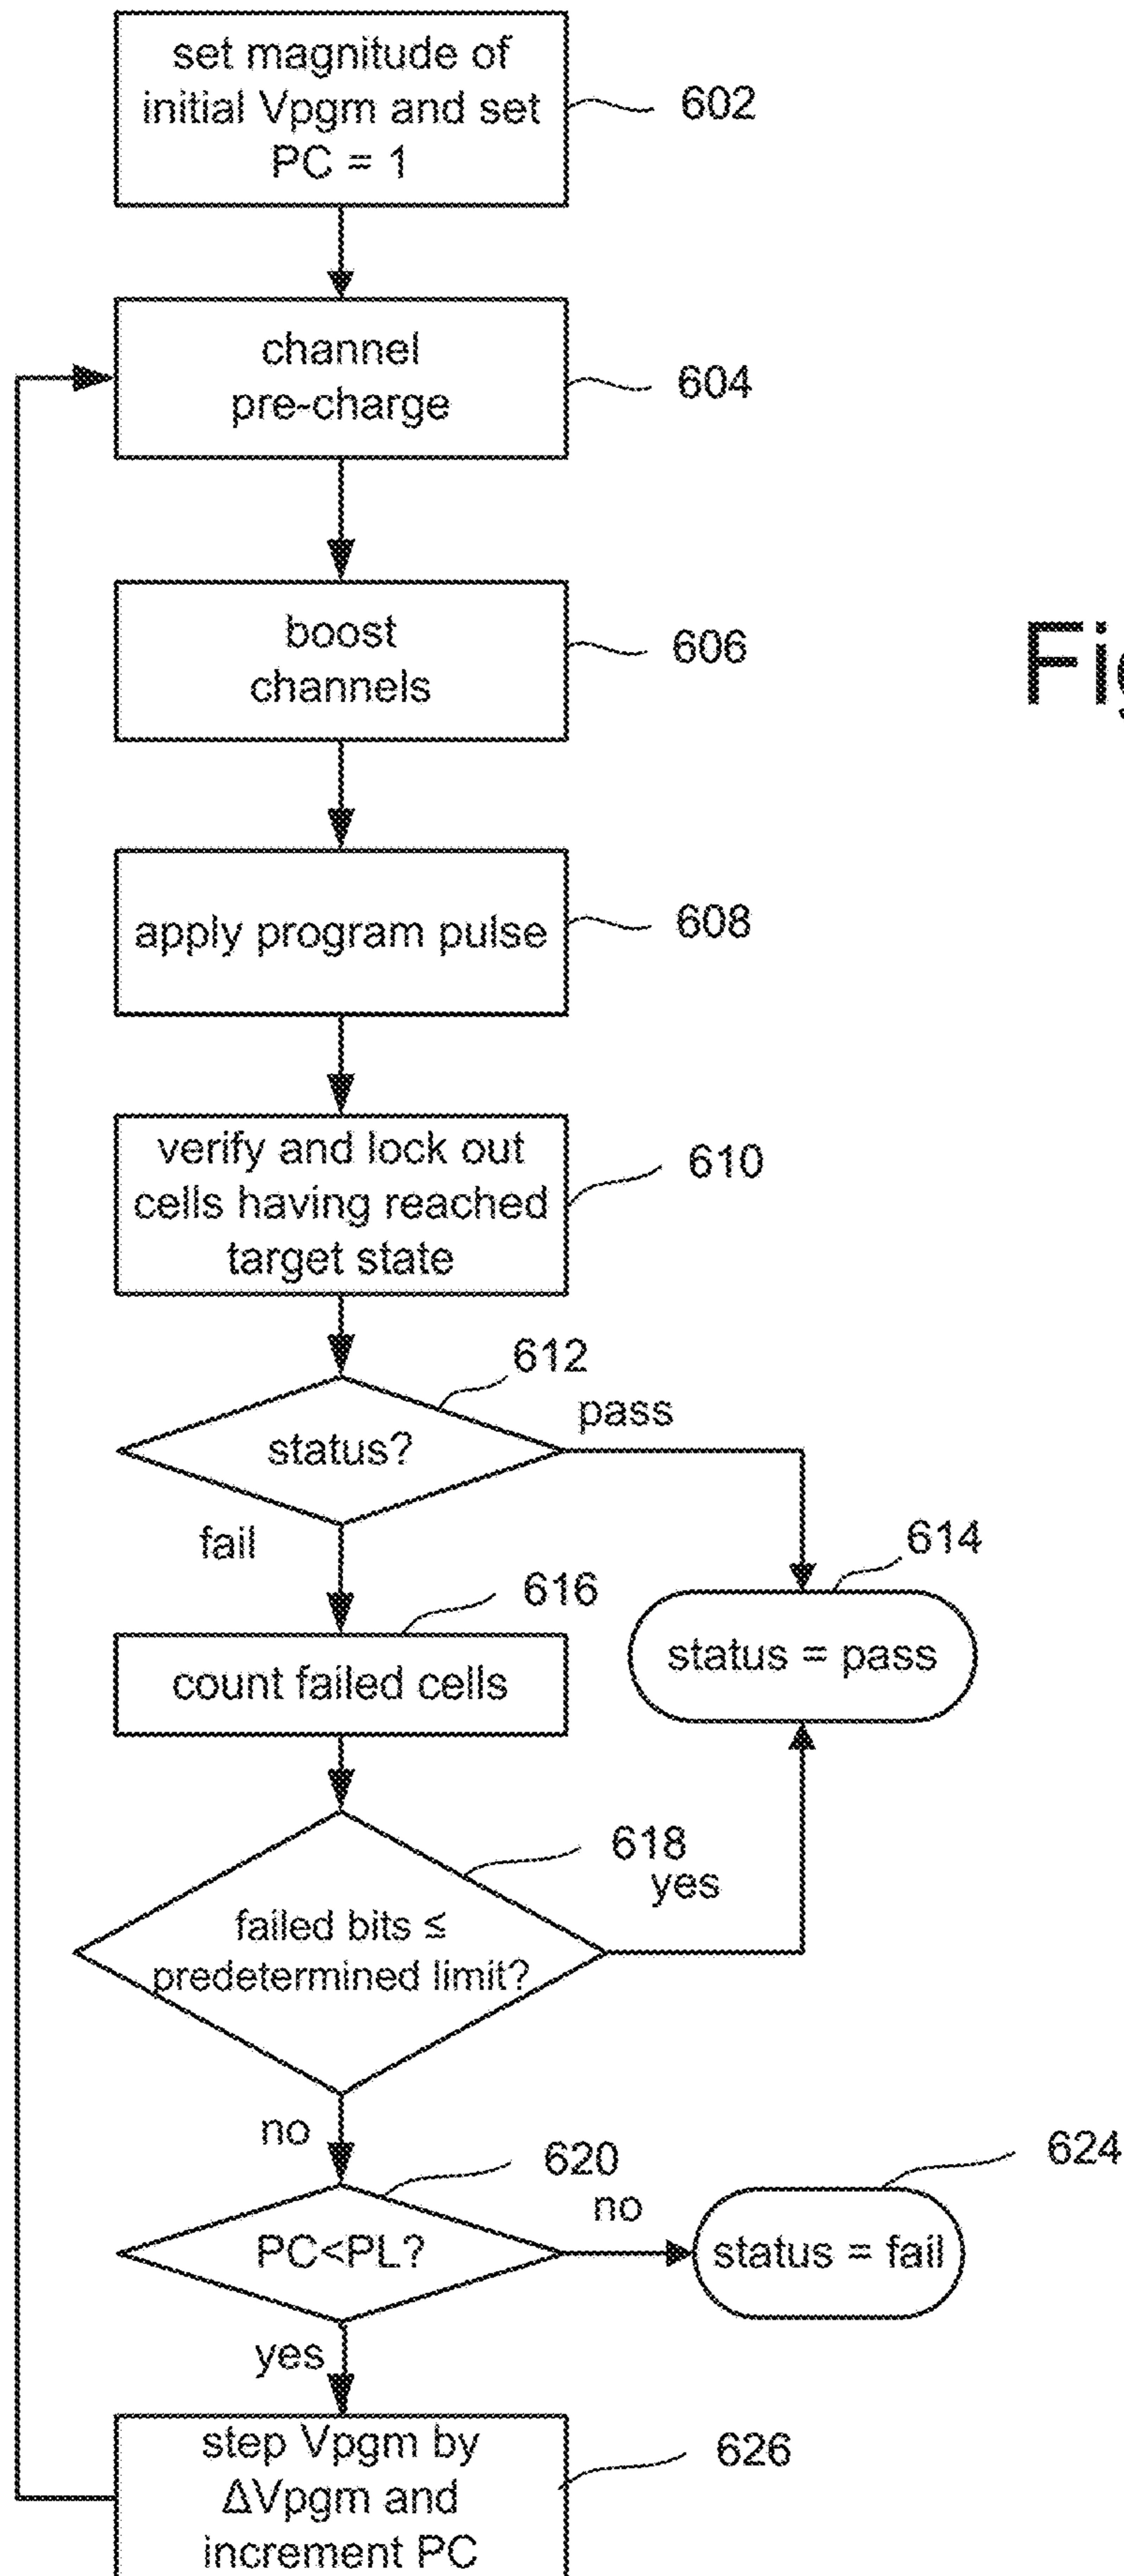 set magnitude of
initial Vpgm and set
PC = 1
602
channel
pre-charge
604
boost
channels
606
apply program pulse
608
verify and lock out
cells having reached
target state
610
612
status?
pass
fail
614
status = pass
616
count failed cells
618
yes
failed bits ≤
predetermined limit?
no
620
PC<PL?
no
624
status = fail
yes
step Vpgm by
ΔVpgm and
increment PC
626